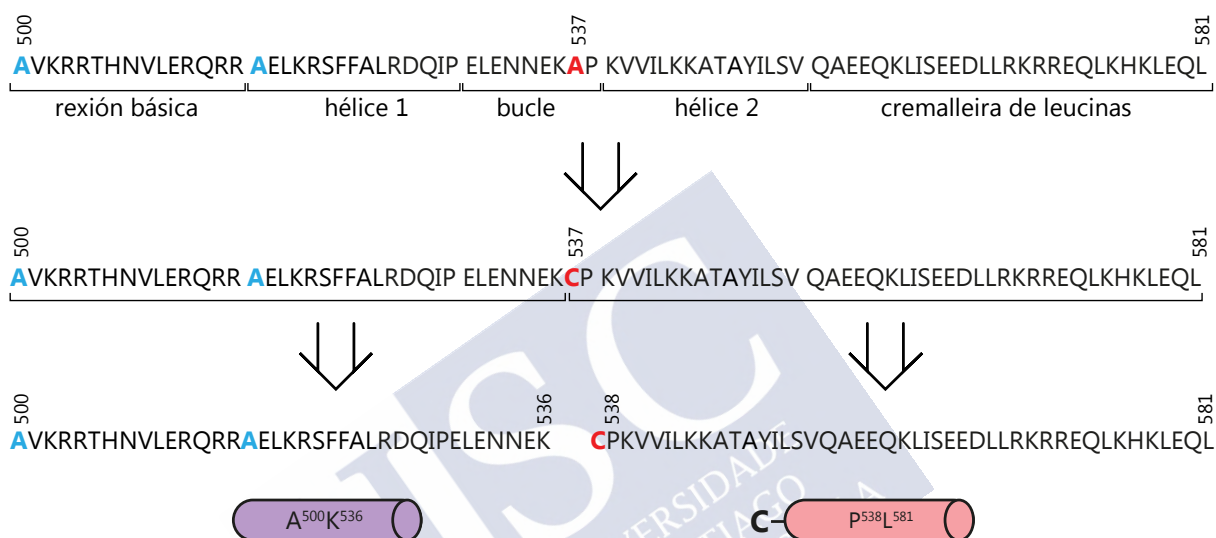 500 537 581
AVKRRTHNVLERQRR AELKRSFFALRDQIP ELENNEKAP KVVILKKATAYILSV QAEEQKLISEEDLLRKRREQLKHKLEQL
rexión básica hélice 1 bucle hélice 2 cremalleira de leucinas
500 537 581
AVKRRTHNVLERQRR AELKRSFFALRDQIP ELENNEKCP KVVILKKATAYILSV QAEEQKLISEEDLLRKRREQLKHKLEQL
500 536 538 581
AVKRRTHNVLERQRRAELKRSFFALRDQIPELENNEK CPKVVILKKATAYILSVQAEEQKLISEEDLLRKRREQLKHKLEQL
A500K536 C P538L581
USC